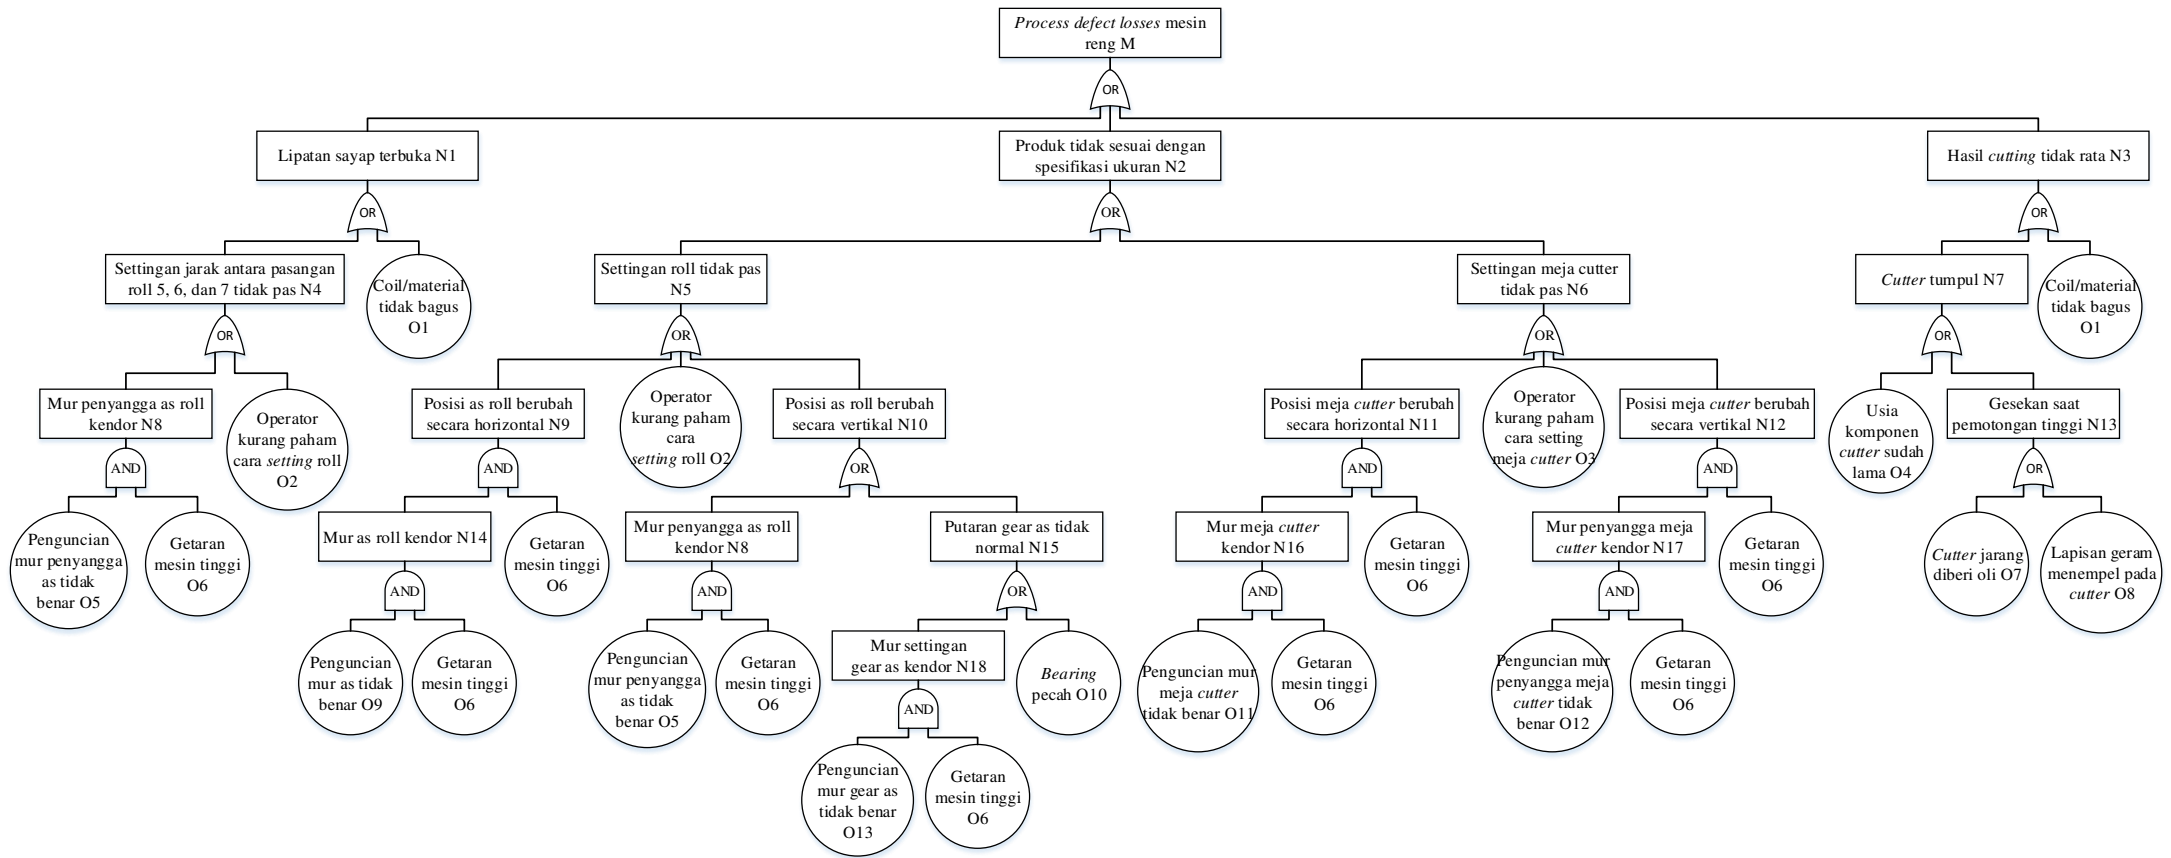 Process defect losses mesin
reng M
OR
Lipatan sayap terbuka N1
Produk tidak sesuai dengan
spesifikasi ukuran N2
Hasil cutting tidak rata N3
OR
OR
OR
Settingan jarak antara pasangan
roll 5, 6, dan 7 tidak pas N4
Coil/material
tidak bagus
O1
Settingan roll tidak pas
N5
Settingan meja cutter
tidak pas N6
Cutter tumpul N7
Coil/material
tidak bagus
O1
OR
OR
OR
OR
Mur penyangga as roll
kendor N8
Operator
kurang paham
cara setting roll
O2
Posisi as roll berubah
secara horizontal N9
Operator
kurang paham
cara
setting roll O2
Posisi as roll berubah
secara vertikal N10
Posisi meja cutter berubah
secara horizontal N11
Operator
kurang paham
cara setting
meja cutter O3
Posisi meja cutter berubah
secara vertikal N12
Usia
komponen
cutter sudah
lama O4
Gesekan saat
pemotongan tinggi N13
AND
AND
OR
AND
AND
OR
Penguncian
mur penyangga
as tidak
benar O5
Getaran
mesin tinggi
O6
Mur as roll kendor N14
Getaran
mesin tinggi
O6
Mur penyangga as roll
kendor N8
Putaran gear as tidak
normal N15
Mur meja cutter
kendor N16
Getaran
mesin tinggi
O6
Mur penyangga meja
cutter kendor N17
Getaran
mesin tinggi
O6
Cutter jarang
diberi oli O7
Lapisan geram
menempel pada
cutter O8
AND
AND
OR
AND
AND
Penguncian
mur as tidak
benar O9
Getaran
mesin tinggi
O6
Penguncian
mur penyangga
as tidak
benar O5
Getaran
mesin tinggi
O6
Mur settingan
gear as kendor N18
Bearing
pecah O10
Penguncian mur
meja cutter
tidak benar O11
Getaran
mesin tinggi
O6
Penguncian mur
penyangga meja
cutter tidak
benar O12
Getaran
mesin tinggi
O6
AND
Penguncian
mur gear as
tidak benar
O13
Getaran
mesin tinggi
O6